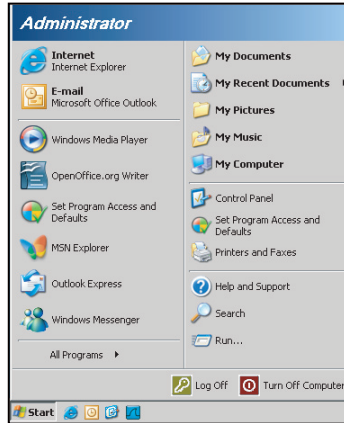 Administrator
Internet
Internet Explorer
E-mail
Microsoft Office Outlook
Windows Media Player
OpenOffice.org Writer
Set Program Access and
Defaults
MSN Explorer
Outlook Express
Windows Messenger
All Programs
My Documents
My Recent Documents
My Pictures
My Music
My Computer
Control Panel
Set Program Access and
Defaults
Printers and Faxes
Help and Support
Search
Run...
Log Off
Turn Off Computer
Start